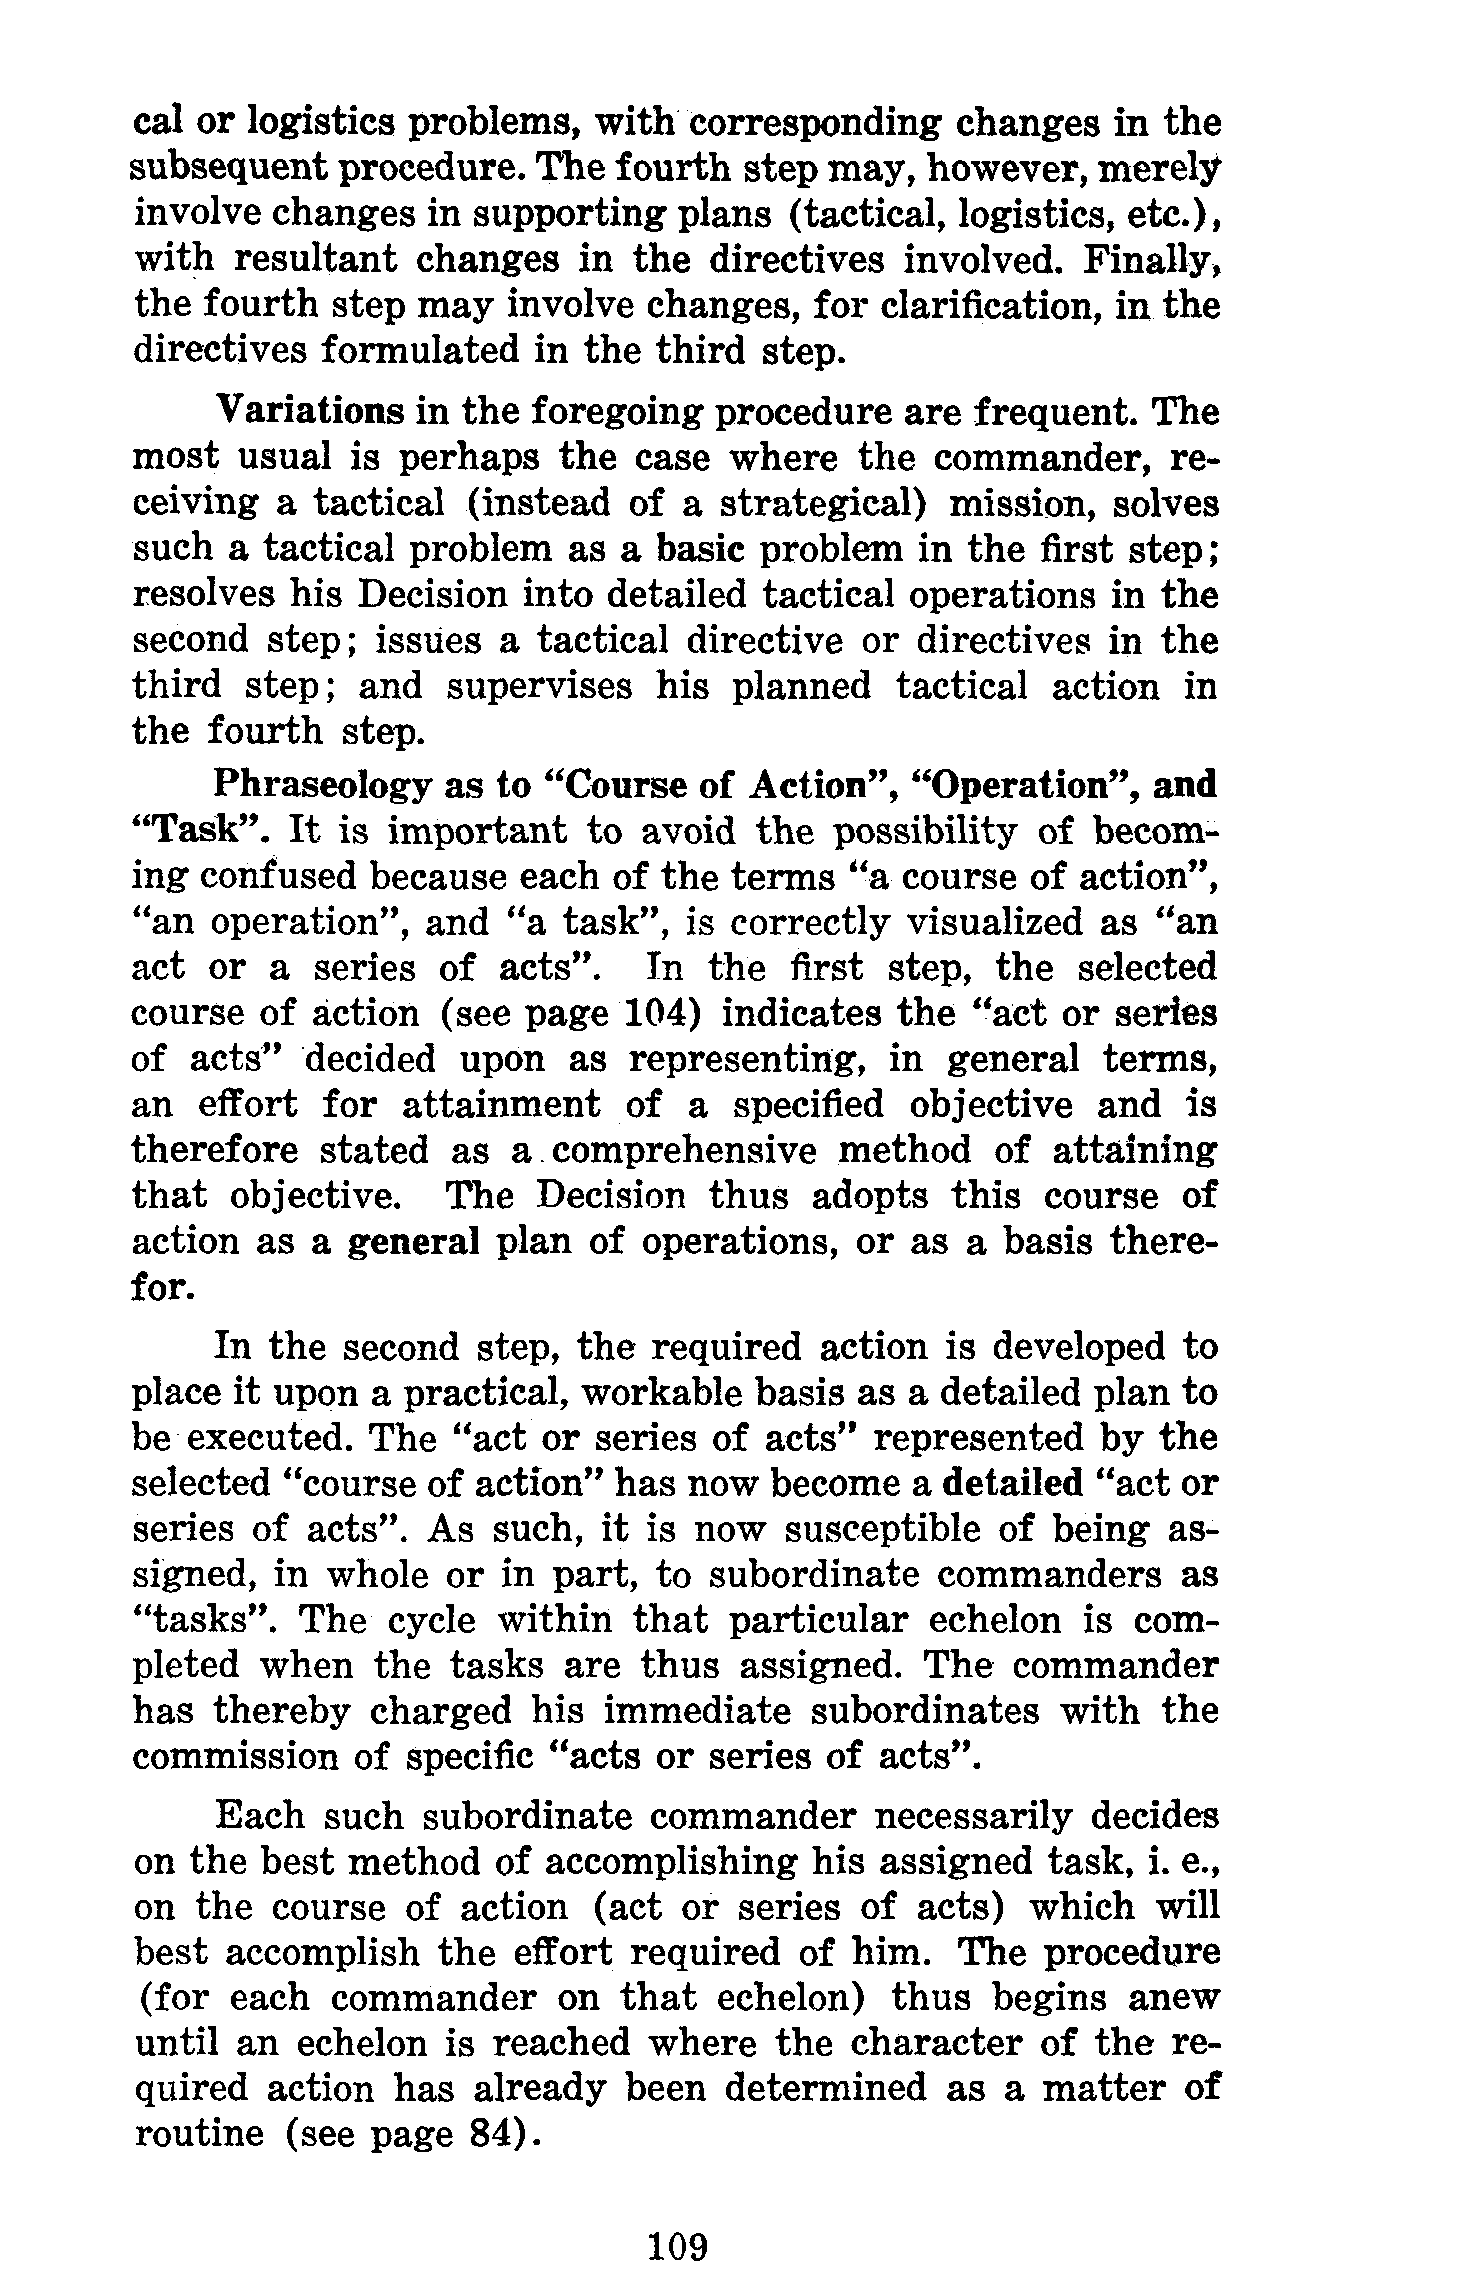 cal or logistics problems, with corresponding changes in the
subsequent procedure. The fourth step may, however, merely
involve changes in supporting plans (tactical, logistics, etc.),
with resultant changes in the directives involved. Finally,
the fourth step may involve changes, for clarification, in the
directives formulated in the third step.
Variations in the foregoing procedure are frequent. The
most usual is perhaps the case where the commander, re-
ceiving a tactical (instead of a strategical) mission, solves
such a tactical problem as a basic problem in the first step;
resolves his Decision into detailed tactical operations in the
second step; issues a tactical directive or directives in the
third step; and supervises his planned tactical action in
the fourth step.
Phraseology as to “Course of Action”, “Operation”, and
“Task”. It is important to avoid the possibility of becom-
ing confused because each of the terms “a course of action”,
“an operation”, and “a task”, is correctly visualized as “an
act or a series of acts”. In the first step, the selected
course of action (see page 104) indicates the “act or series
of acts” decided upon as representing, in general terms,
an effort for attainment of a specified objective and is
therefore stated as a comprehensive method of attaining
that objective. The Decision thus adopts this course of
action as a general plan of operations, or as a basis there-
for.
In the second step, the required action is developed to
place it upon a practical, workable basis as a detailed plan to
be executed. The “act or series of acts” represented by the
selected “course of action” has now become a detailed “act or
series of acts”. As such, it is now susceptible of being as-
signed, in whole or in part, to subordinate commanders as
“tasks”. The cycle within that particular echelon is com-
pleted when the tasks are thus assigned. The commander
has thereby charged his immediate subordinates with the
commission of specific “acts or series of acts”.
Each such subordinate commander necessarily decides
on the best method of accomplishing his assigned task, i. e.,
on the course of action (act or series of acts) which will
best accomplish the effort required of him. The procedure
(for each commander on that echelon) thus begins anew
until an echelon is reached where the character of the re-
quired action has already been determined as a matter of
routine (see page 84).
109